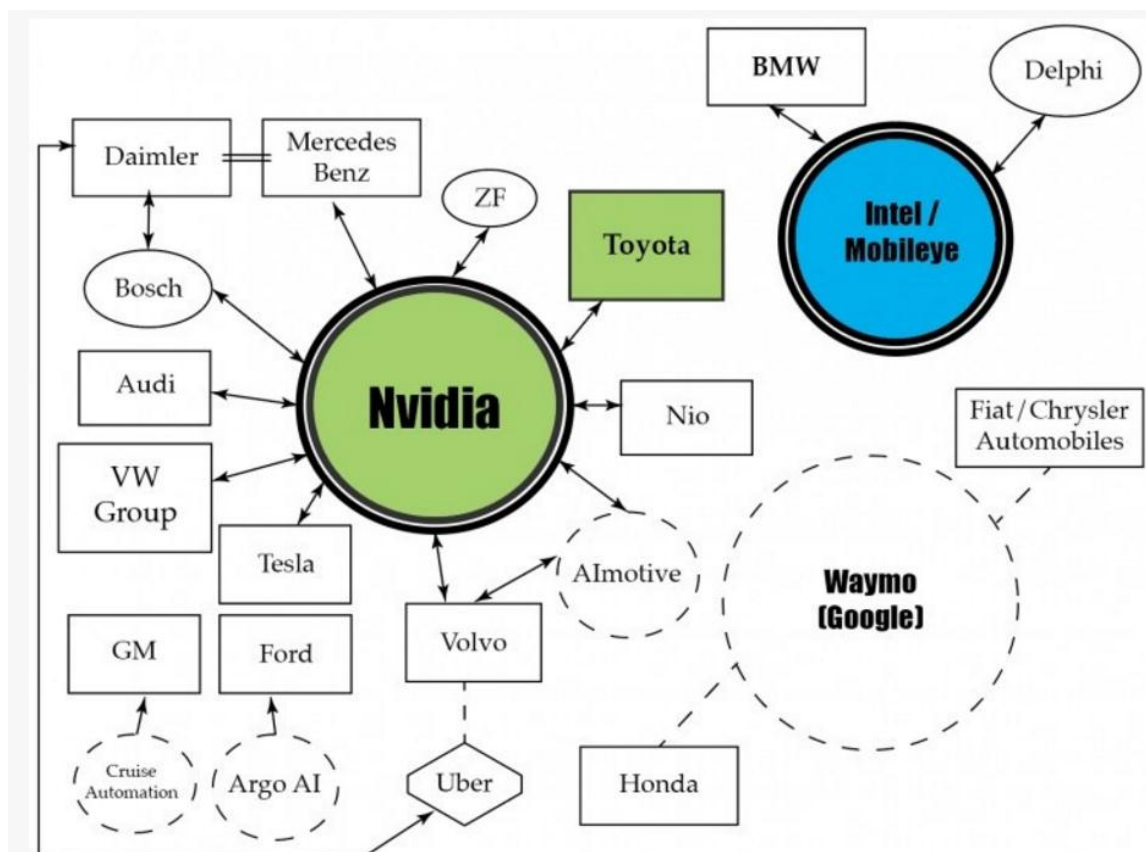 BMW
Delphi
Daimler
Mercedes
Benz
ZF
Toyota
Intel /
Mobileye
Bosch
Audi
Nvidia
Nio
Fiat/Chrysler
Automobiles
VW
Group
Tesla
AImotive
Waymo
(Google)
GM
Ford
Volvo
Cruise
Automation
Argo AI
Uber
Honda